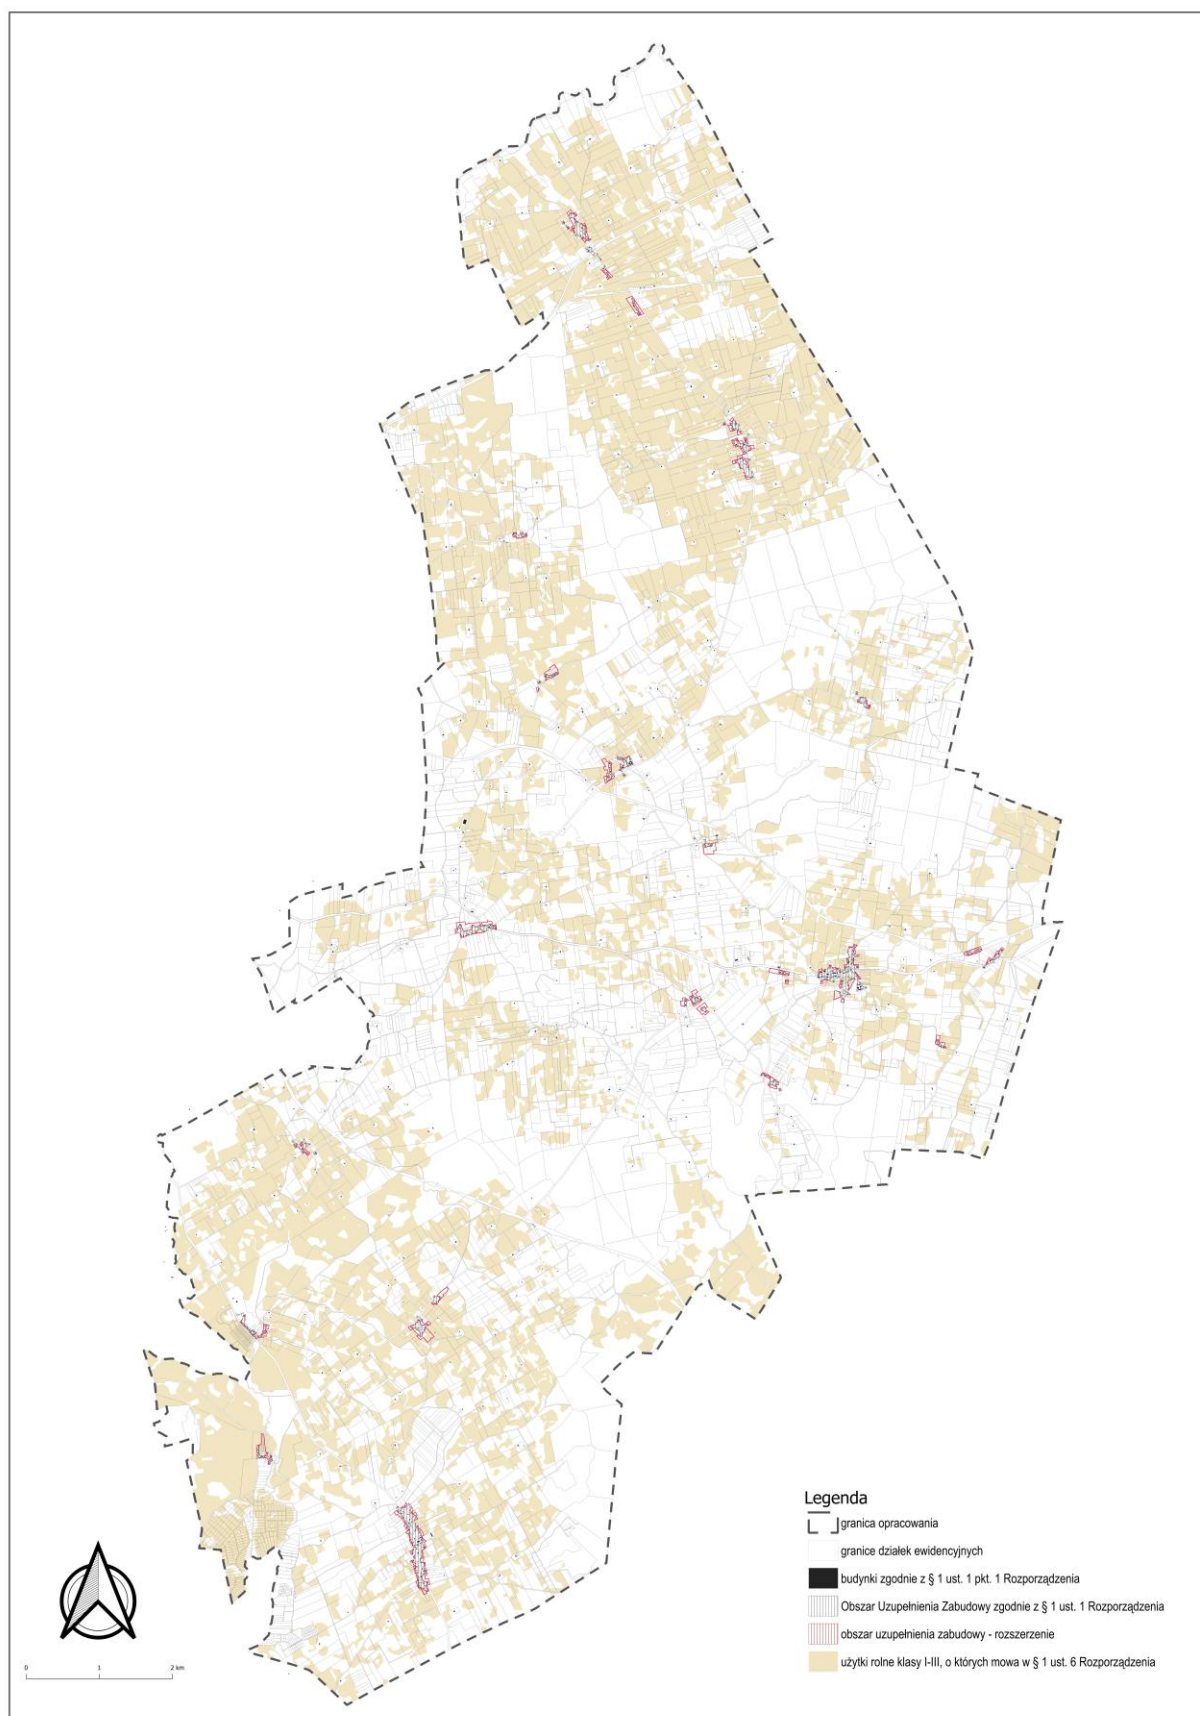 Legenda
granica opracowania
granice działek ewidencyjnych
budynki zgodnie z § 1 ust. 1 pkt. 1 Rozporządzenia
Obszar Uzupełnienia Zabudowy zgodnie z § 1 ust. 1 Rozporządzenia
obszar uzupełnienia zabudowy - rozszerzenie
użytki rolne klasy I-III, o których mowa w § 1 ust. 6 Rozporządzenia
0 1 2 km